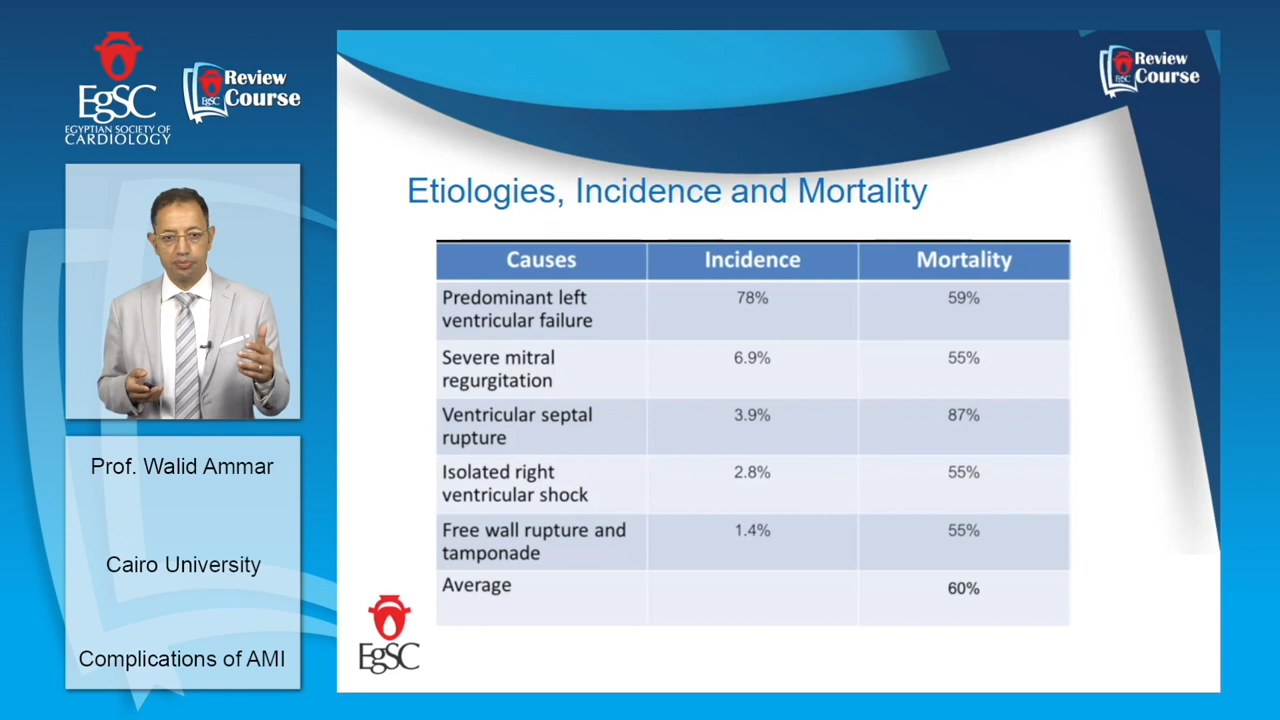 EgSC
EGYPTIAN SOCIETY OF
CARDIOLOGY
Review
Course
EgSC
Prof. Walid Ammar
Cairo University
Complications of AMI
Review
Course
EgSC
Etiologies, Incidence and Mortality
Causes Incidence Mortality
Predominant left
ventricular failure 78% 59%
Severe mitral
regurgitation 6.9% 55%
Ventricular septal
rupture 3.9% 87%
Isolated right
ventricular shock 2.8% 55%
Free wall rupture and
tamponade 1.4% 55%
Average 60%
EgSC